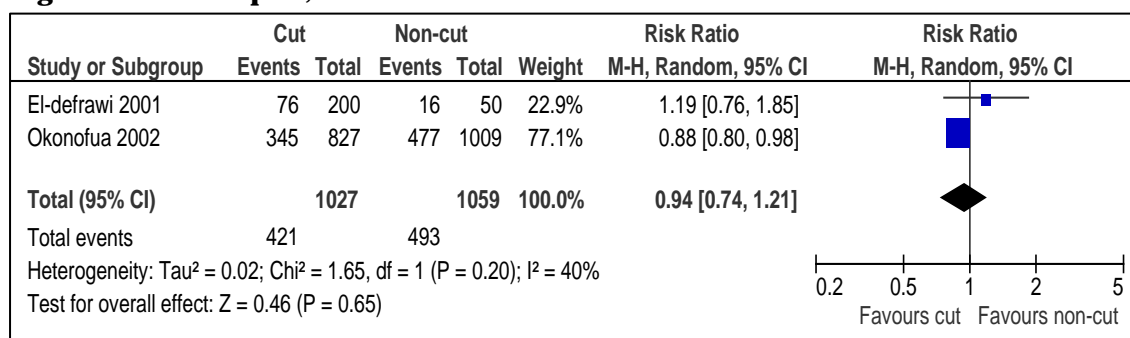 Cut Non-cut Risk Ratio Risk Ratio
Study or Subgroup Events Total Events Total Weight M-H, Random, 95% CI M-H, Random, 95% CI
El-defrawi 2001 76 200 16 50 22.9% 1.19 [0.76, 1.85]
Okonofua 2002 345 827 477 1009 77.1% 0.88 [0.80, 0.98]
Total (95% CI) 1027 1059 100.0% 0.94 [0.74, 1.21]
Total events 421 493
Heterogeneity: Tau² = 0.02; Chi² = 1.65, df = 1 (P = 0.20); I² = 40%
Test for overall effect: Z = 0.46 (P = 0.65)
0.2 0.5 1 2 5
Favours cut Favours non-cut